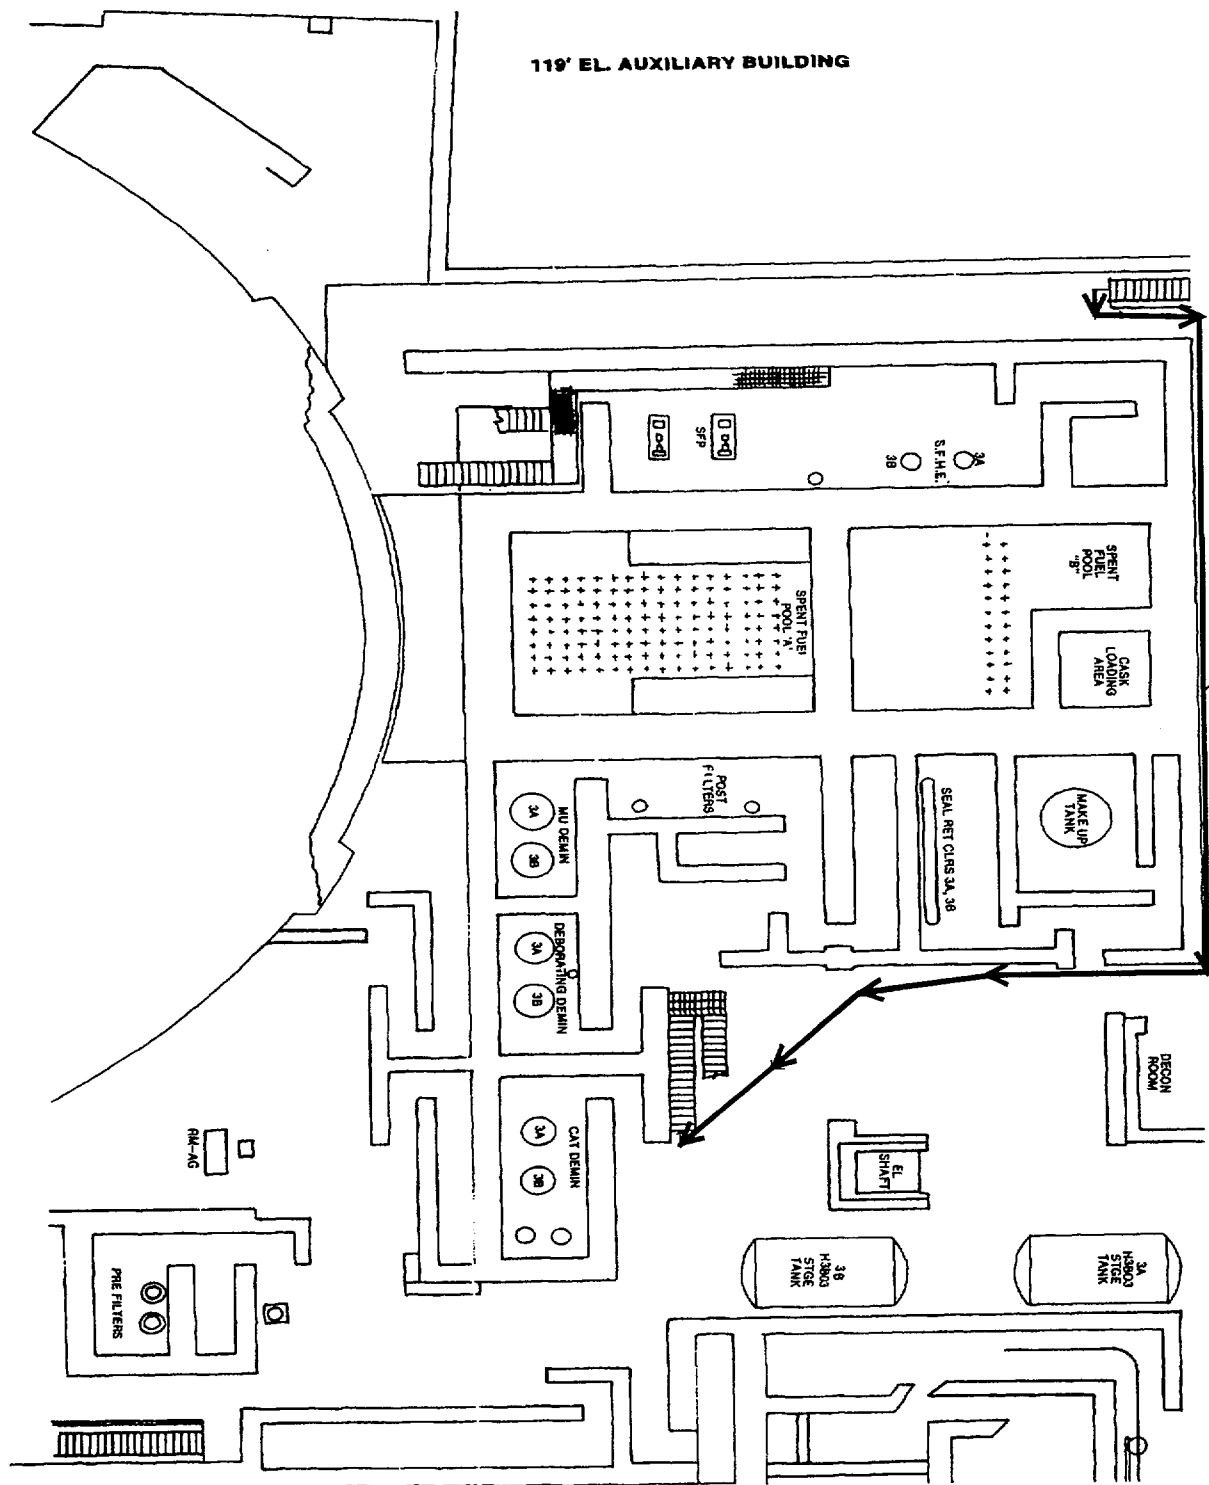 119' EL. AUXILIARY BUILDING
SFP
3B
S.F.H.E.
3A
SPENT
FUEL
POOL
"B"
SPENT FUEL
POOL 'A'
CASK
LOADING
AREA
POST
FILTERS
MU DEMIN
3A
3B
SEAL RET CLRS 3A, 3B
MAKE UP
TANK
DEBORATING DEMIN
3A
3B
DECON
ROOM
CAT DEMIN
3A
3B
EL
SHAFT
RM-AG
3B
H3B03
STGE
TANK
3A
H3B03
STGE
TANK
PRE FILTERS